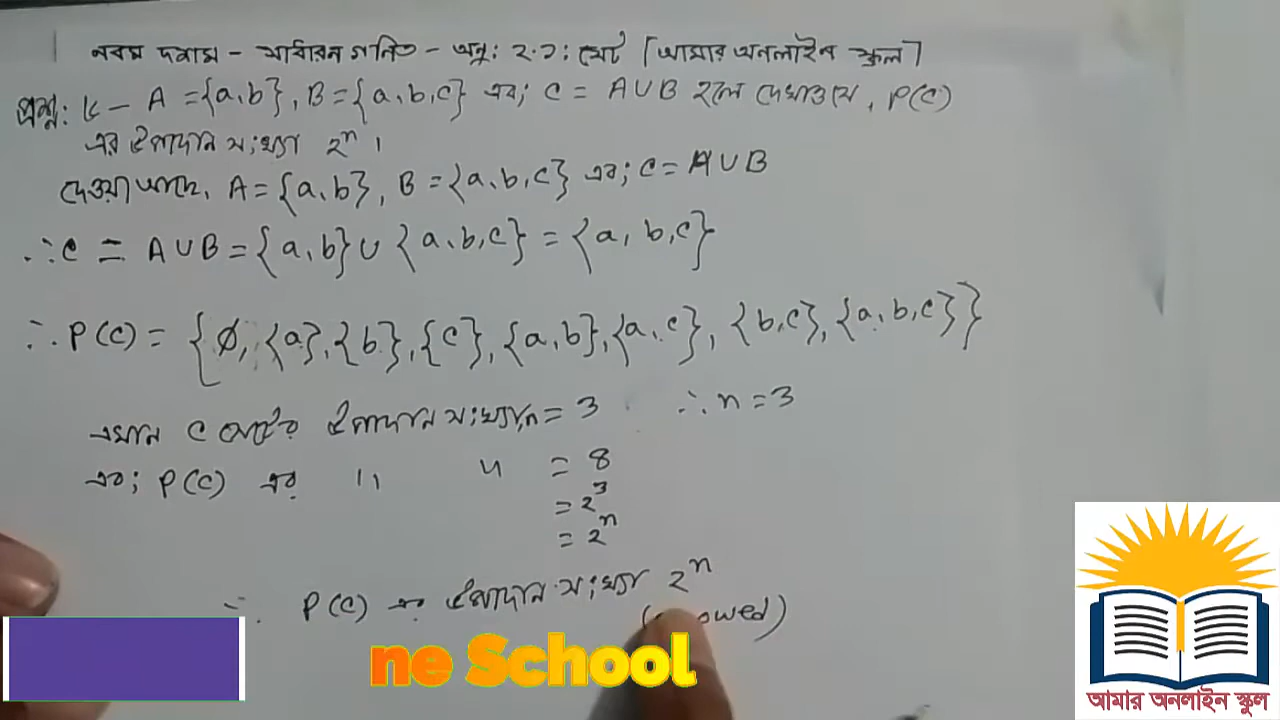 নবম দশম - সাধারন গনিত - অনু: ২.১: সেট [আমার অনলাইন স্কুল]
প্রশ্ন: ৮ - A = {a, b}, B = {a, b, c} এবং C = A∪B হলে দেখাও যে, P(C)
এর উপাদান সংখ্যা 2ⁿ ।
দেওয়া আছে, A = {a, b}, B = {a, b, c} এবং C = A∪B
∴ C = A∪B = {a, b} ∪ {a, b, c} = {a, b, c}
∴ P(C) = {∅, {a}, {b}, {c}, {a, b}, {a, c}, {b, c}, {a, b, c}}
এখানে C সেটের উপাদান সংখ্যা, n = 3 ∴ n = 3
এবং P(C) এর " " = 8
= 2³
= 2ⁿ
∴ P(C) এর উপাদান সংখ্যা 2ⁿ
ne School
আমার অনলাইন স্কুল